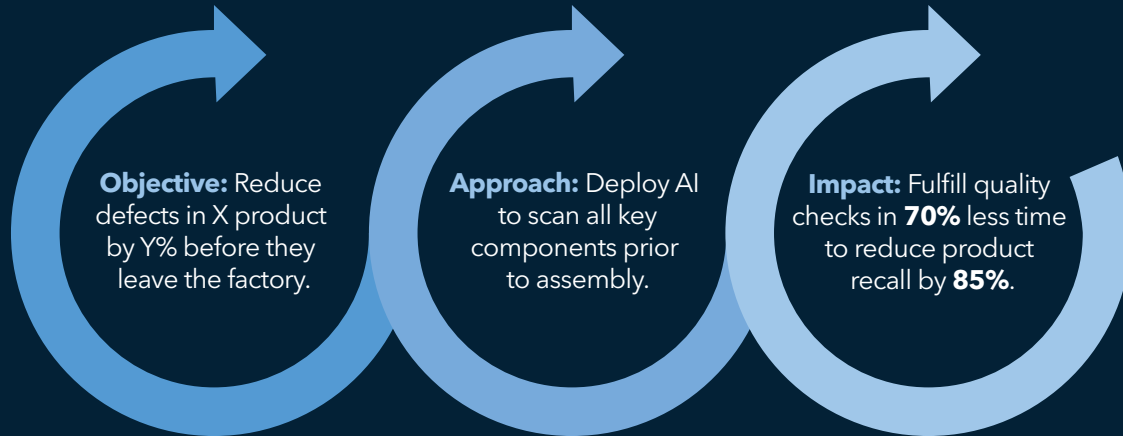 Objective: Reduce
defects in X product
by Y% before they
leave the factory.
Approach: Deploy AI
to scan all key
components prior
to assembly.
Impact: Fulfill quality
checks in 70% less time
to reduce product
recall by 85%.